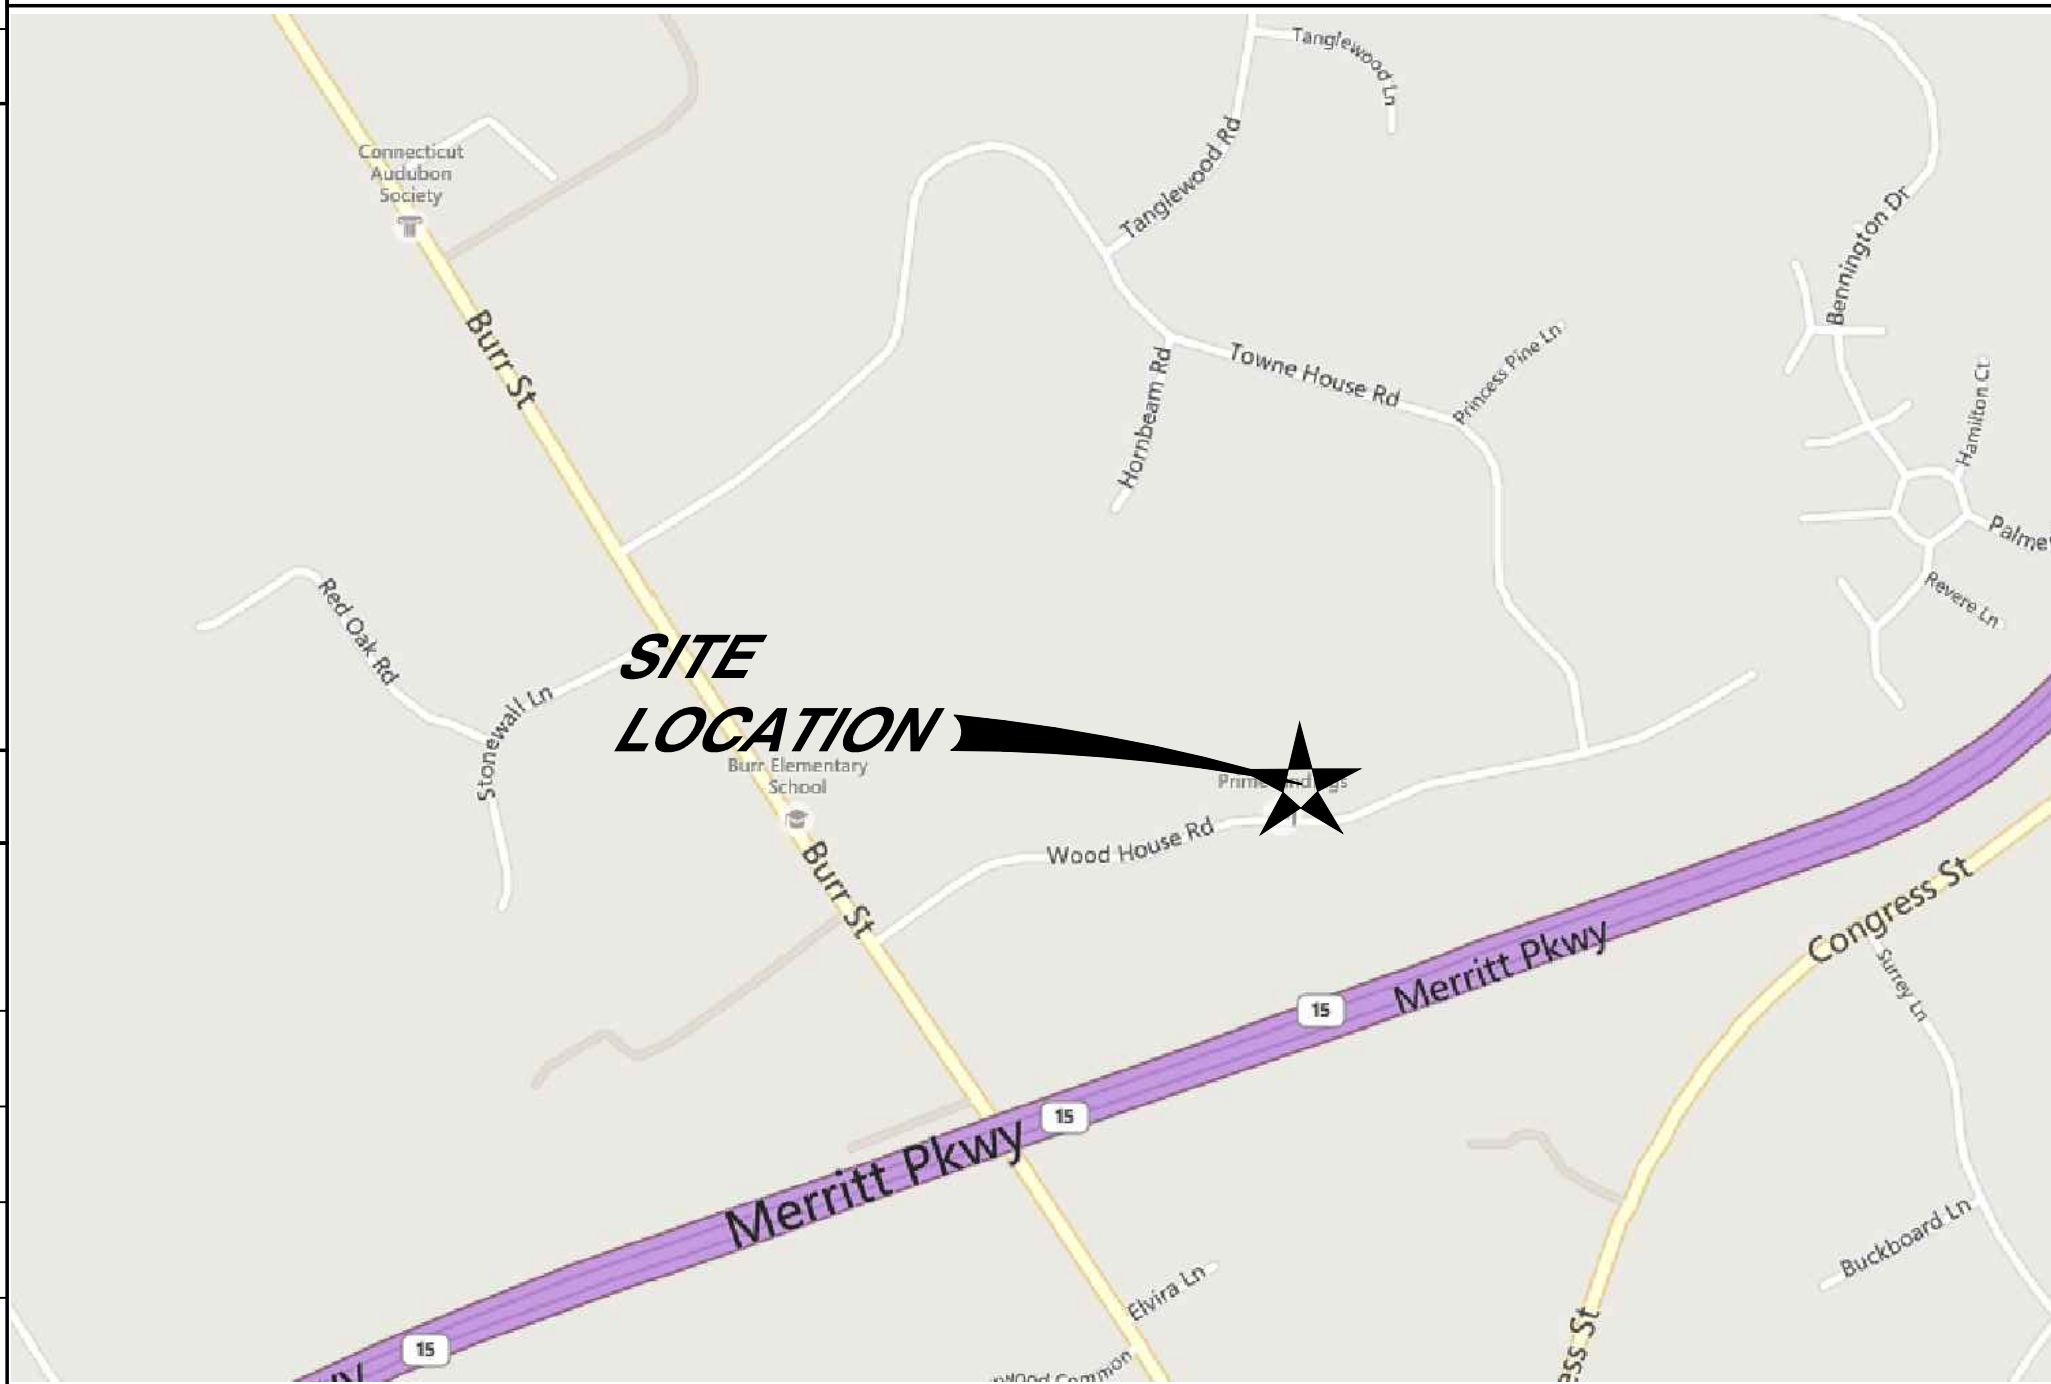 Tanglewood Ln
Connecticut
Audubon
Society
Tanglewood Rd
Bennington Dr
Burr St
Towne House Rd
Princess Pine Ln
Hornbeam Rd
Hamilton Ct
Red Oak Rd
Revere Ln
SITE
LOCATION
Stonewall Ln
Burr Elementary
School
Wood House Rd
Burr St
Congress St
Merritt Pkwy
Surrey Ln
15
15
Merritt Pkwy
Buckboard Ln
Elvira Ln
15
Common